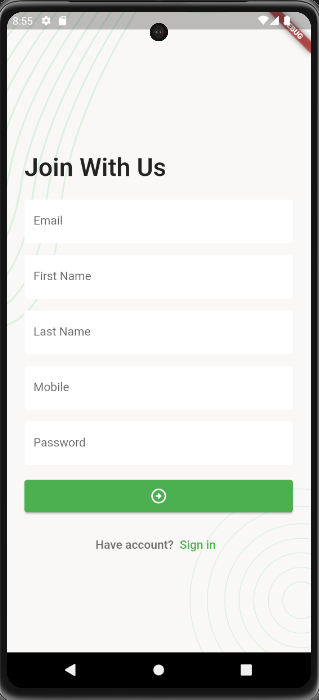 8:55
DEBUG
Join With Us
Email
First Name
Last Name
Mobile
Password
Have account? Sign in